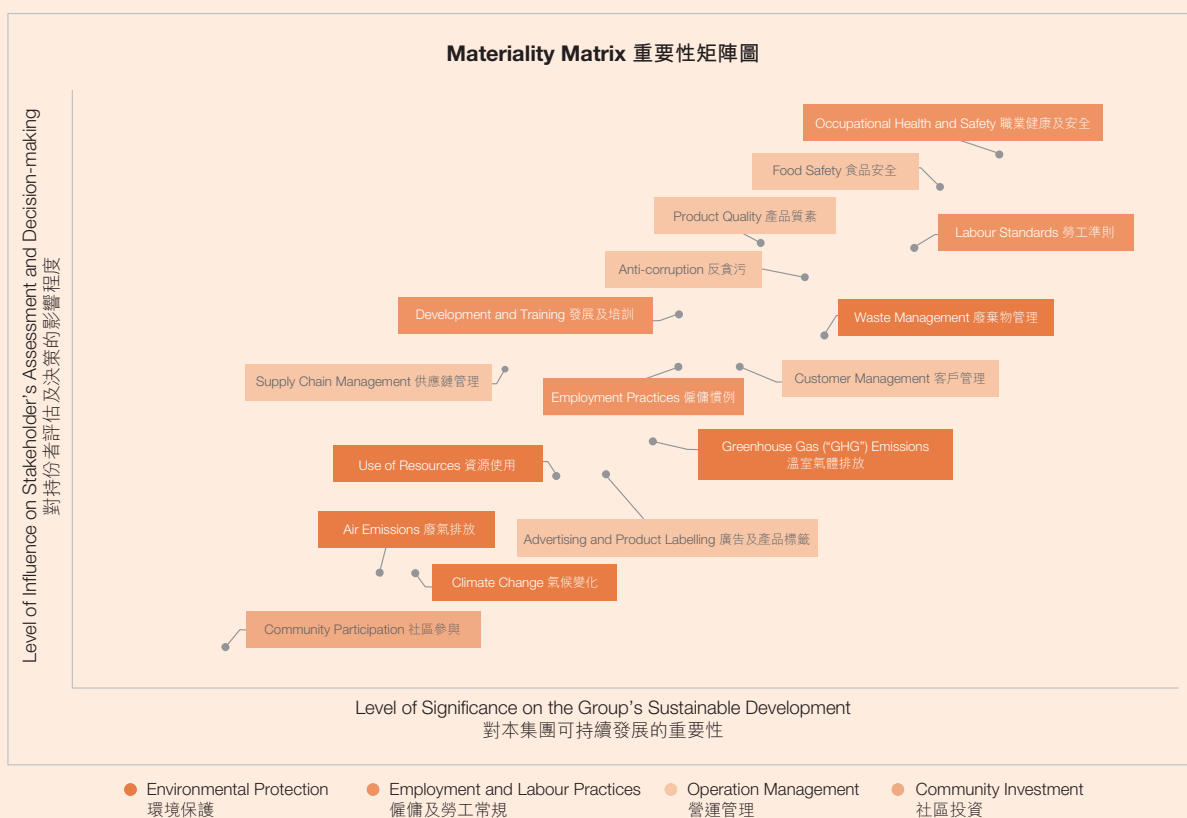 Materiality Matrix 重要性矩陣圖
Level of Influence on Stakeholder's Assessment and Decision-making
對持份者評估及決策的影響程度
Occupational Health and Safety 職業健康及安全
Food Safety 食品安全
Product Quality 產品質素
Labour Standards 勞工準則
Anti-corruption 反貪污
Development and Training 發展及培訓
Waste Management 廢棄物管理
Supply Chain Management 供應鏈管理
Employment Practices 僱傭慣例
Customer Management 客戶管理
Greenhouse Gas (“GHG”) Emissions
溫室氣體排放
Use of Resources 資源使用
Air Emissions 廢氣排放
Advertising and Product Labelling 廣告及產品標籤
Climate Change 氣候變化
Community Participation 社區參與
Level of Significance on the Group's Sustainable Development
對本集團可持續發展的重要性
Environmental Protection
環境保護
Employment and Labour Practices
僱傭及勞工常規
Operation Management
營運管理
Community Investment
社區投資